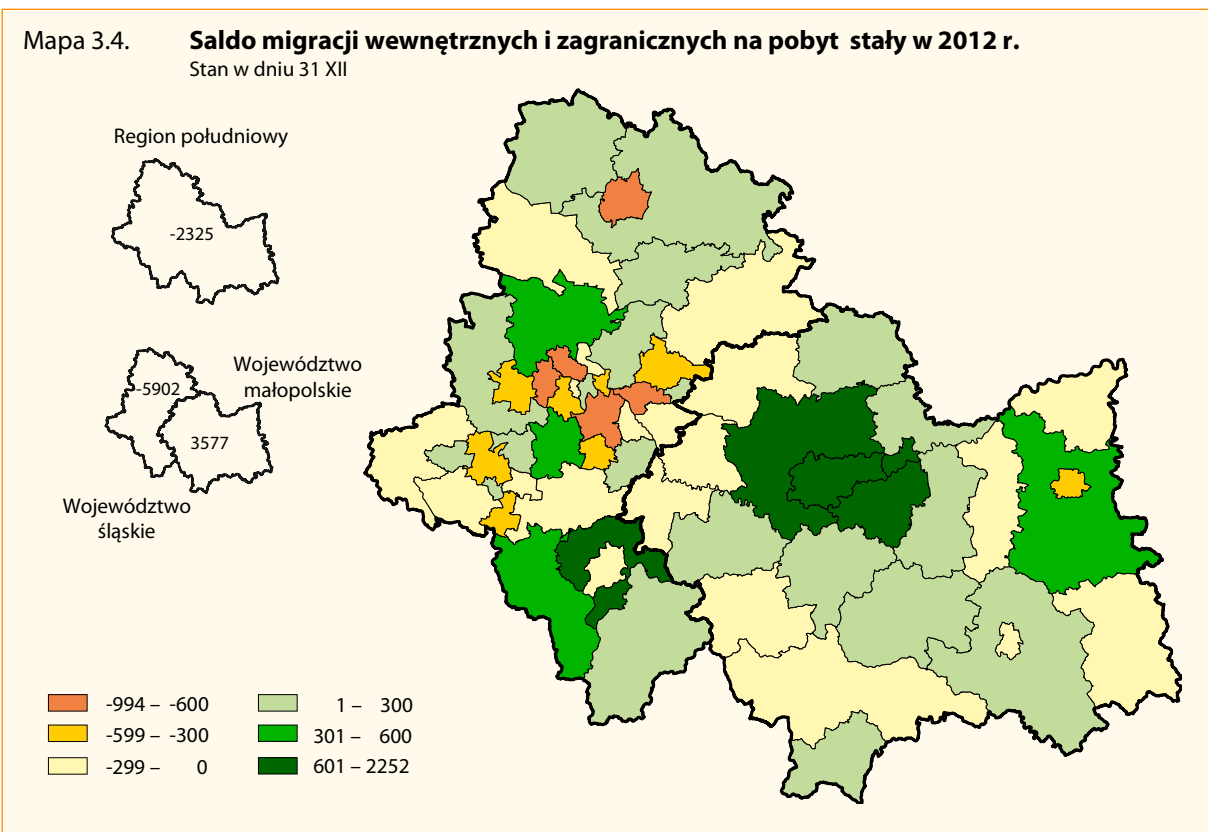 Mapa 3.4. Saldo migracji wewnętrznych i zagranicznych na pobyt stały w 2012 r.
Stan w dniu 31 XII
Region południowy
-2325
Województwo
małopolskie
-5902
3577
Województwo
śląskie
-994 – -600
-599 – -300
-299 – 0
1 – 300
301 – 600
601 – 2252